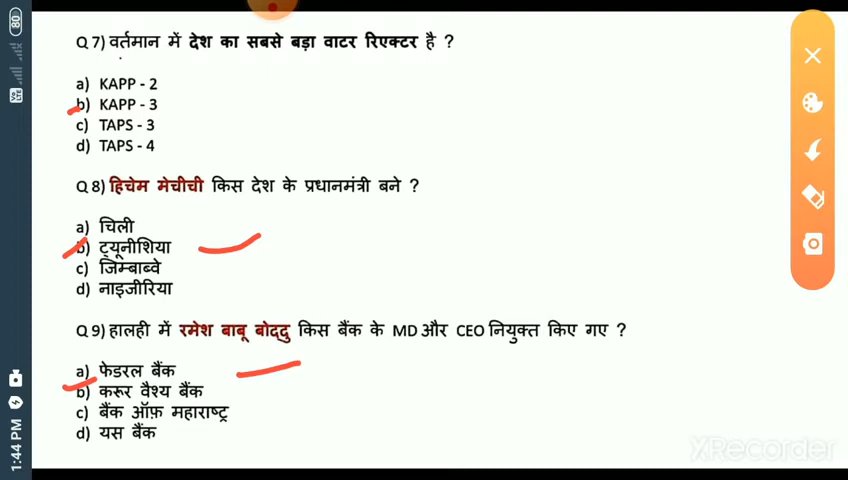 Q 7) वर्तमान में देश का सबसे बड़ा वाटर रिएक्टर है ?
a) KAPP - 2
b) KAPP - 3
c) TAPS - 3
d) TAPS - 4
Q 8) हिचेम मेचीची किस देश के प्रधानमंत्री बने ?
a) चिली
b) ट्यूनीशिया
c) जिम्बाब्वे
d) नाइजीरिया
Q 9) हालही में रमेश बाबू बोद्दु किस बैंक के MD और CEO नियुक्त किए गए ?
a) फेडरल बैंक
b) करूर वैश्य बैंक
c) बैंक ऑफ़ महाराष्ट्र
d) यस बैंक
1:44 PM
80
XRecorder